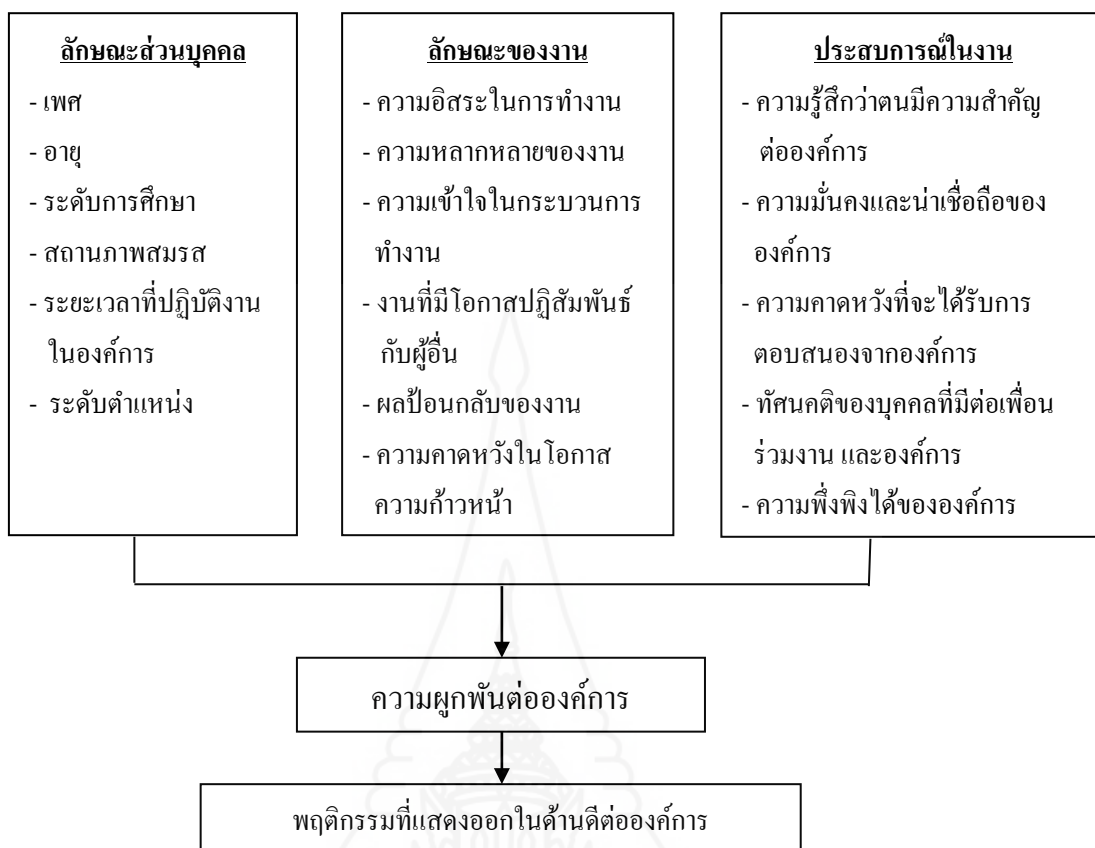 ลักษณะส่วนบุคคล
- เพศ
- อายุ
- ระดับการศึกษา
- สถานภาพสมรส
- ระยะเวลาที่ปฏิบัติงาน
ในองค์การ
- ระดับตำแหน่ง
ลักษณะของงาน
- ความอิสระในการทำงาน
- ความหลากหลายของงาน
- ความเข้าใจในกระบวนการ
ทำงาน
- งานที่มีโอกาสปฏิสัมพันธ์
กับผู้อื่น
- ผลป้อนกลับของงาน
- ความคาดหวังในโอกาส
ความก้าวหน้า
ประสบการณ์ในงาน
- ความรู้สึกว่าตนมีความสำคัญ
ต่อองค์การ
- ความมั่นคงและน่าเชื่อถือของ
องค์การ
- ความคาดหวังที่จะได้รับการ
ตอบสนองจากองค์การ
- ทัศนคติของบุคคลที่มีต่อเพื่อน
ร่วมงาน และองค์การ
- ความพึ่งพิงได้ขององค์การ
ความผูกพันต่อองค์การ
พฤติกรรมที่แสดงออกในด้านดีต่อองค์การ